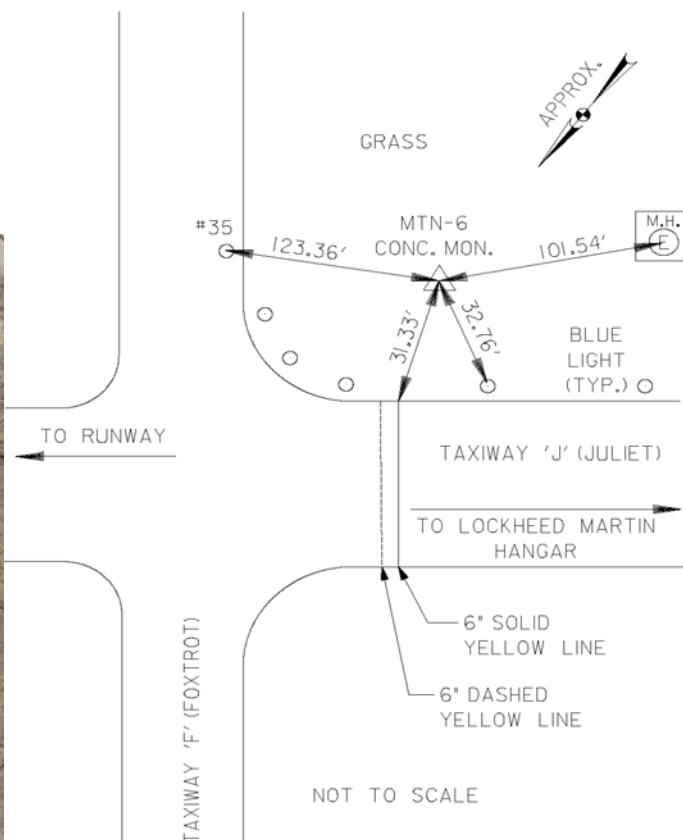 APPROX.
GRASS
#35
MTN-6
CONC. MON.
M.H.
E
123.36'
101.54'
31.33'
32.76'
BLUE
LIGHT
(TYP.)
TO RUNWAY
TAXIWAY 'J' (JULIET)
TO LOCKHEED MARTIN
HANGAR
6" SOLID
YELLOW LINE
6" DASHED
YELLOW LINE
TAXIWAY 'F' (FOXTROT)
NOT TO SCALE